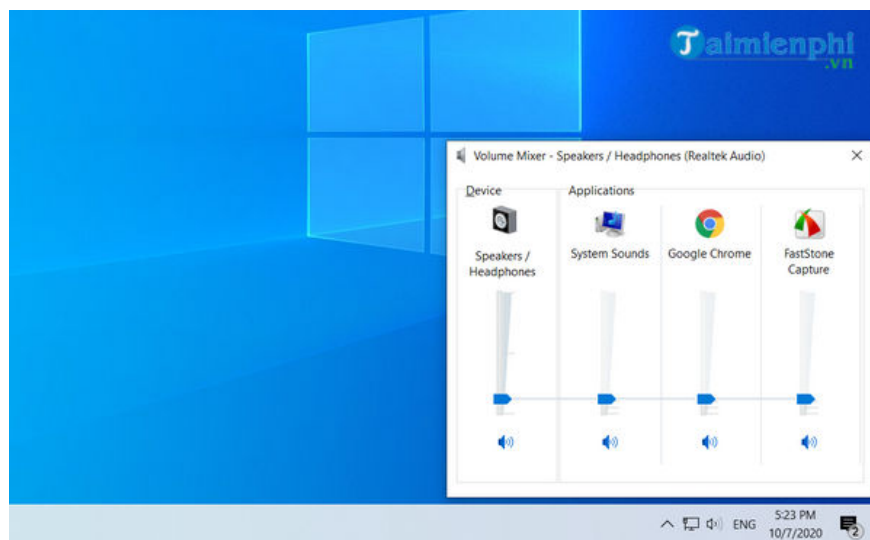 Taimienphi
.vn
Volume Mixer - Speakers / Headphones (Realtek Audio)
Device
Applications
Speakers /
Headphones
System Sounds
Google Chrome
FastStone
Capture
ENG
5:23 PM
10/7/2020
2